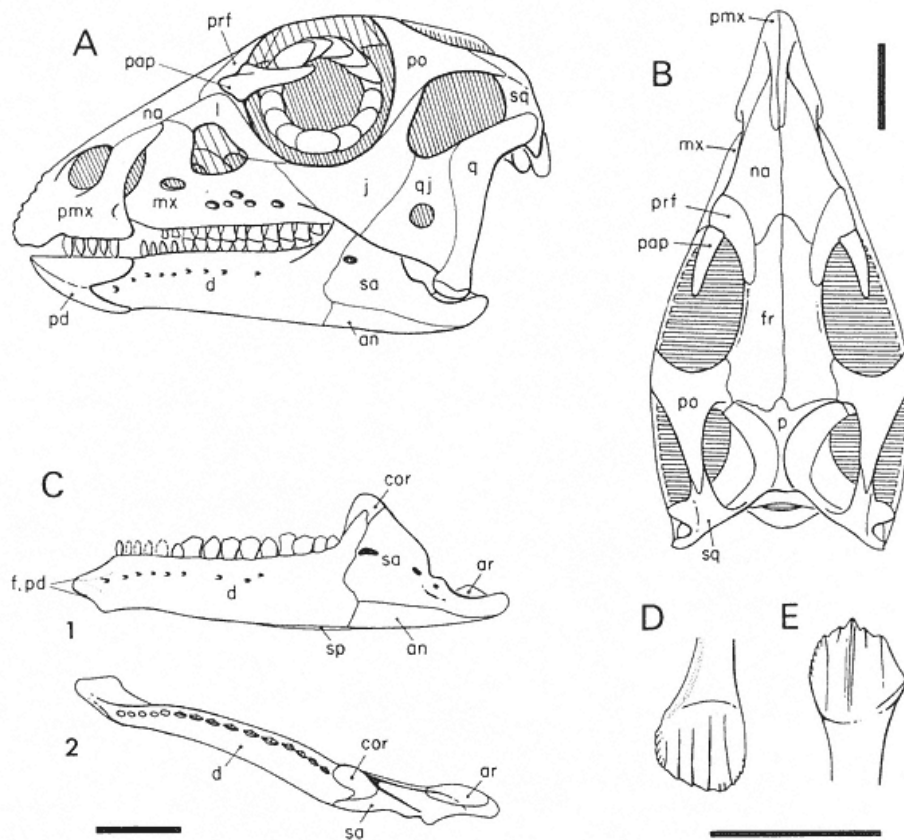 A
prf
pap
po
na
l
sq
j
qj
q
pmx
mx
d
sa
pd
an
B
pmx
mx
na
prf
pap
fr
po
p
sq
C
cor
f, pd
d
sa
ar
1
sp
an
2
cor
d
ar
sa
D
E